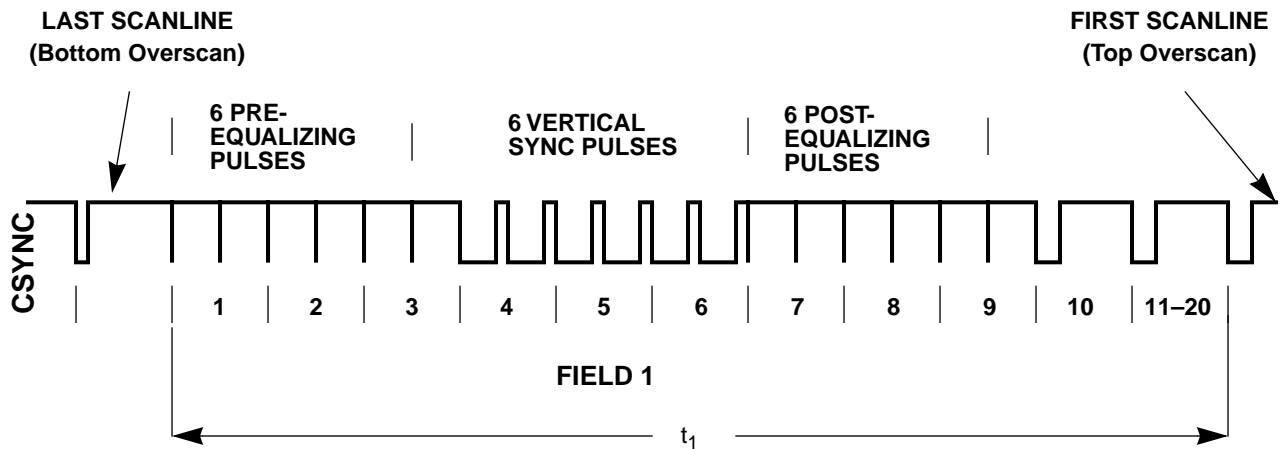 LAST SCANLINE
(Bottom Overscan)
FIRST SCANLINE
(Top Overscan)
6 PRE-
EQUALIZING
PULSES
6 VERTICAL
SYNC PULSES
6 POST-
EQUALIZING
PULSES
CSYNC
1 2 3 4 5 6 7 8 9 10 11–20
FIELD 1
t1